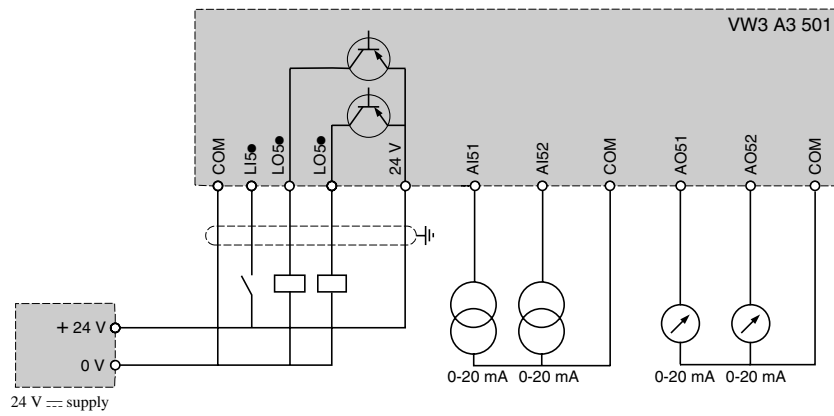 VW3 A3 501
COM
LI5●
LO5●
LO5●
24 V
AI51
AI52
COM
AO51
AO52
COM
+ 24 V
0 V
0-20 mA
0-20 mA
0-20 mA
0-20 mA
24 V ⎓ supply